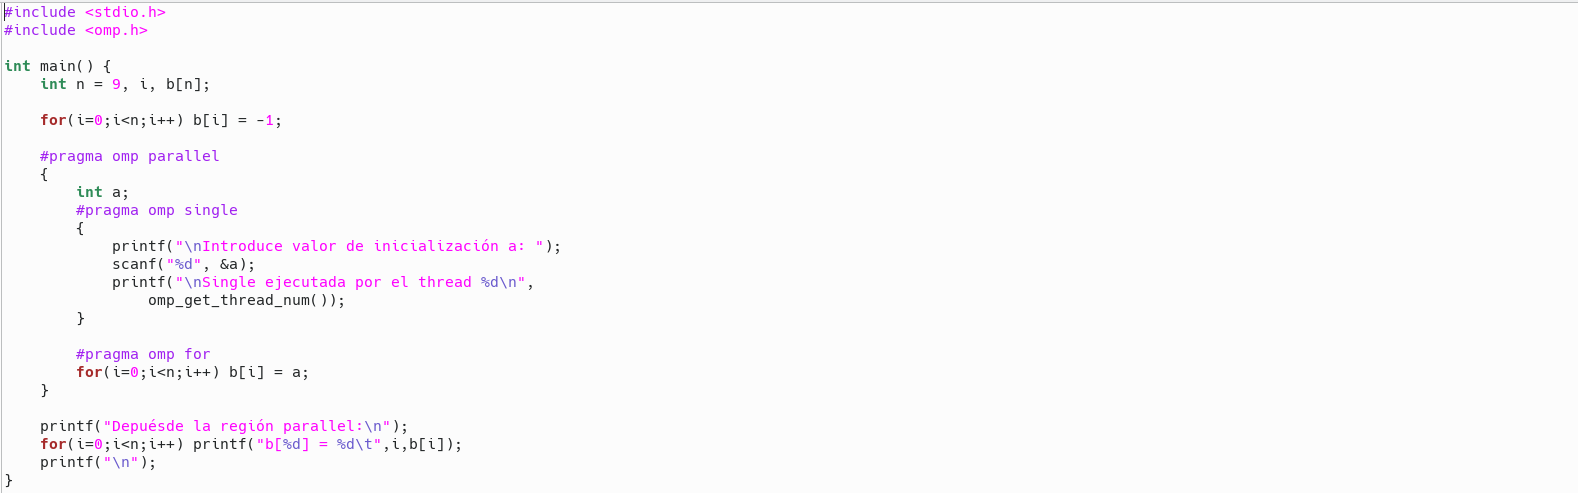 #include <stdio.h>
#include <omp.h>

int main() {
    int n = 9, i, b[n];

    for(i=0;i<n;i++) b[i] = -1;

    #pragma omp parallel
    {
        int a;
        #pragma omp single
        {
            printf("\nIntroduce valor de inicialización a: ");
            scanf("%d", &a);
            printf("\nSingle ejecutada por el thread %d\n",
                omp_get_thread_num());
        }

        #pragma omp for
        for(i=0;i<n;i++) b[i] = a;
    }

    printf("Depuésde la región parallel:\n");
    for(i=0;i<n;i++) printf("b[%d] = %d\t",i,b[i]);
    printf("\n");
}